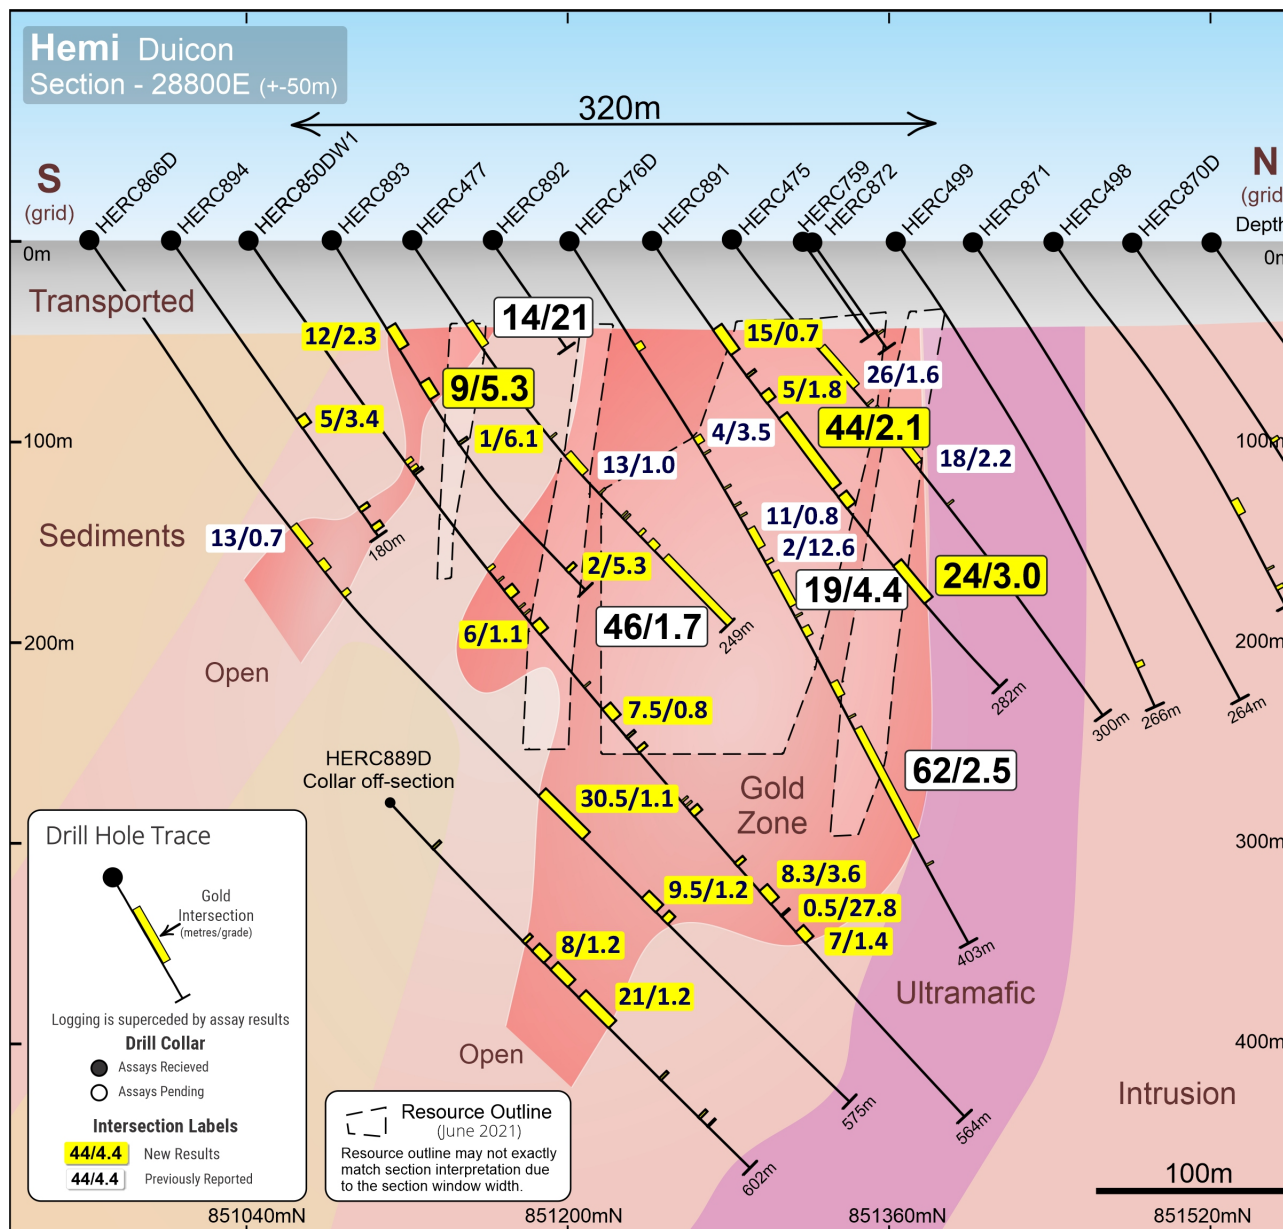 Hemi Duicon
Section - 28800E (+-50m)
320m
S
(grid)
N
(grid
HERC866D
HERC894
HERC850DW1
HERC893
HERC477
HERC892
HERC476D
HERC891
HERC475
HERC759
HERC872
HERC499
HERC871
HERC498
HERC870D
Depth
0m
0m
Transported
14/21
12/2.3
15/0.7
26/1.6
9/5.3
5/1.8
5/3.4
44/2.1
1/6.1
4/3.5
100m
100m
13/1.0
18/2.2
11/0.8
Sediments
13/0.7
2/12.6
180m
2/5.3
19/4.4
24/3.0
46/1.7
6/1.1
249m
200m
200m
Open
282m
7.5/0.8
300m
266m
264m
HERC889D
Collar off-section
62/2.5
Gold
Zone
30.5/1.1
300m
8.3/3.6
9.5/1.2
0.5/27.8
7/1.4
8/1.2
403m
21/1.2
Ultramafic
Open
400m
Intrusion
575m
564m
602m
Drill Hole Trace
Gold
Intersection
(metres/grade)
Logging is superceded by assay results
Drill Collar
Assays Recieved
Assays Pending
Intersection Labels
44/4.4 New Results
44/4.4 Previously Reported
Resource Outline
(June 2021)
Resource outline may not exactly
match section interpretation due
to the section window width.
100m
851040mN
851200mN
851360mN
851520mN